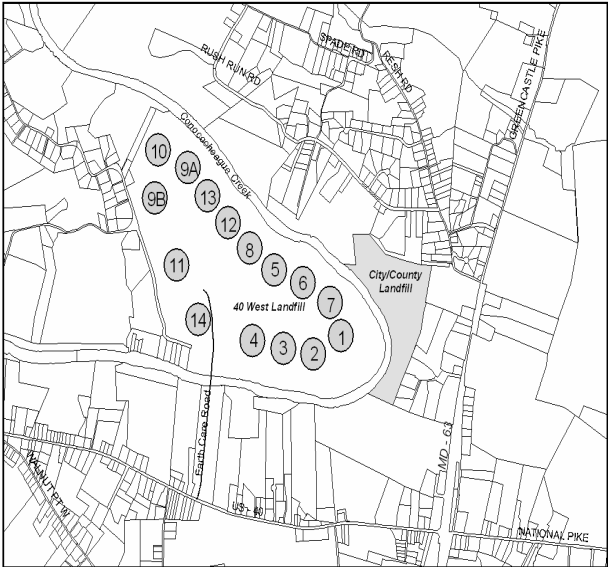 SPADE RD
RUSH RUN RD
RESH RD
GREENCASTLE PIKE
Conococheague Creek
10
9A
9B
13
12
8
11
5
6
City/County
Landfill
7
40 West Landfill
14
1
4
3
2
Earth Care Road
MD - 63
WALNUT PT W
US - 40
NATIONAL PIKE